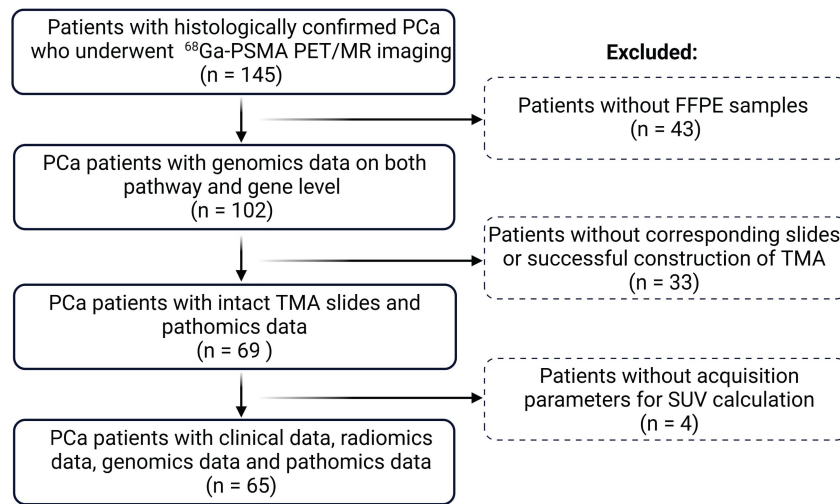 Patients with histologically confirmed PCa
who underwent ⁶⁸Ga-PSMA PET/MR imaging
(n = 145)
Excluded:
Patients without FFPE samples
(n = 43)
PCa patients with genomics data on both
pathway and gene level
(n = 102)
Patients without corresponding slides
or successful construction of TMA
(n = 33)
PCa patients with intact TMA slides and
pathomics data
(n = 69 )
Patients without acquisition
parameters for SUV calculation
(n = 4)
PCa patients with clinical data, radiomics
data, genomics data and pathomics data
(n = 65)